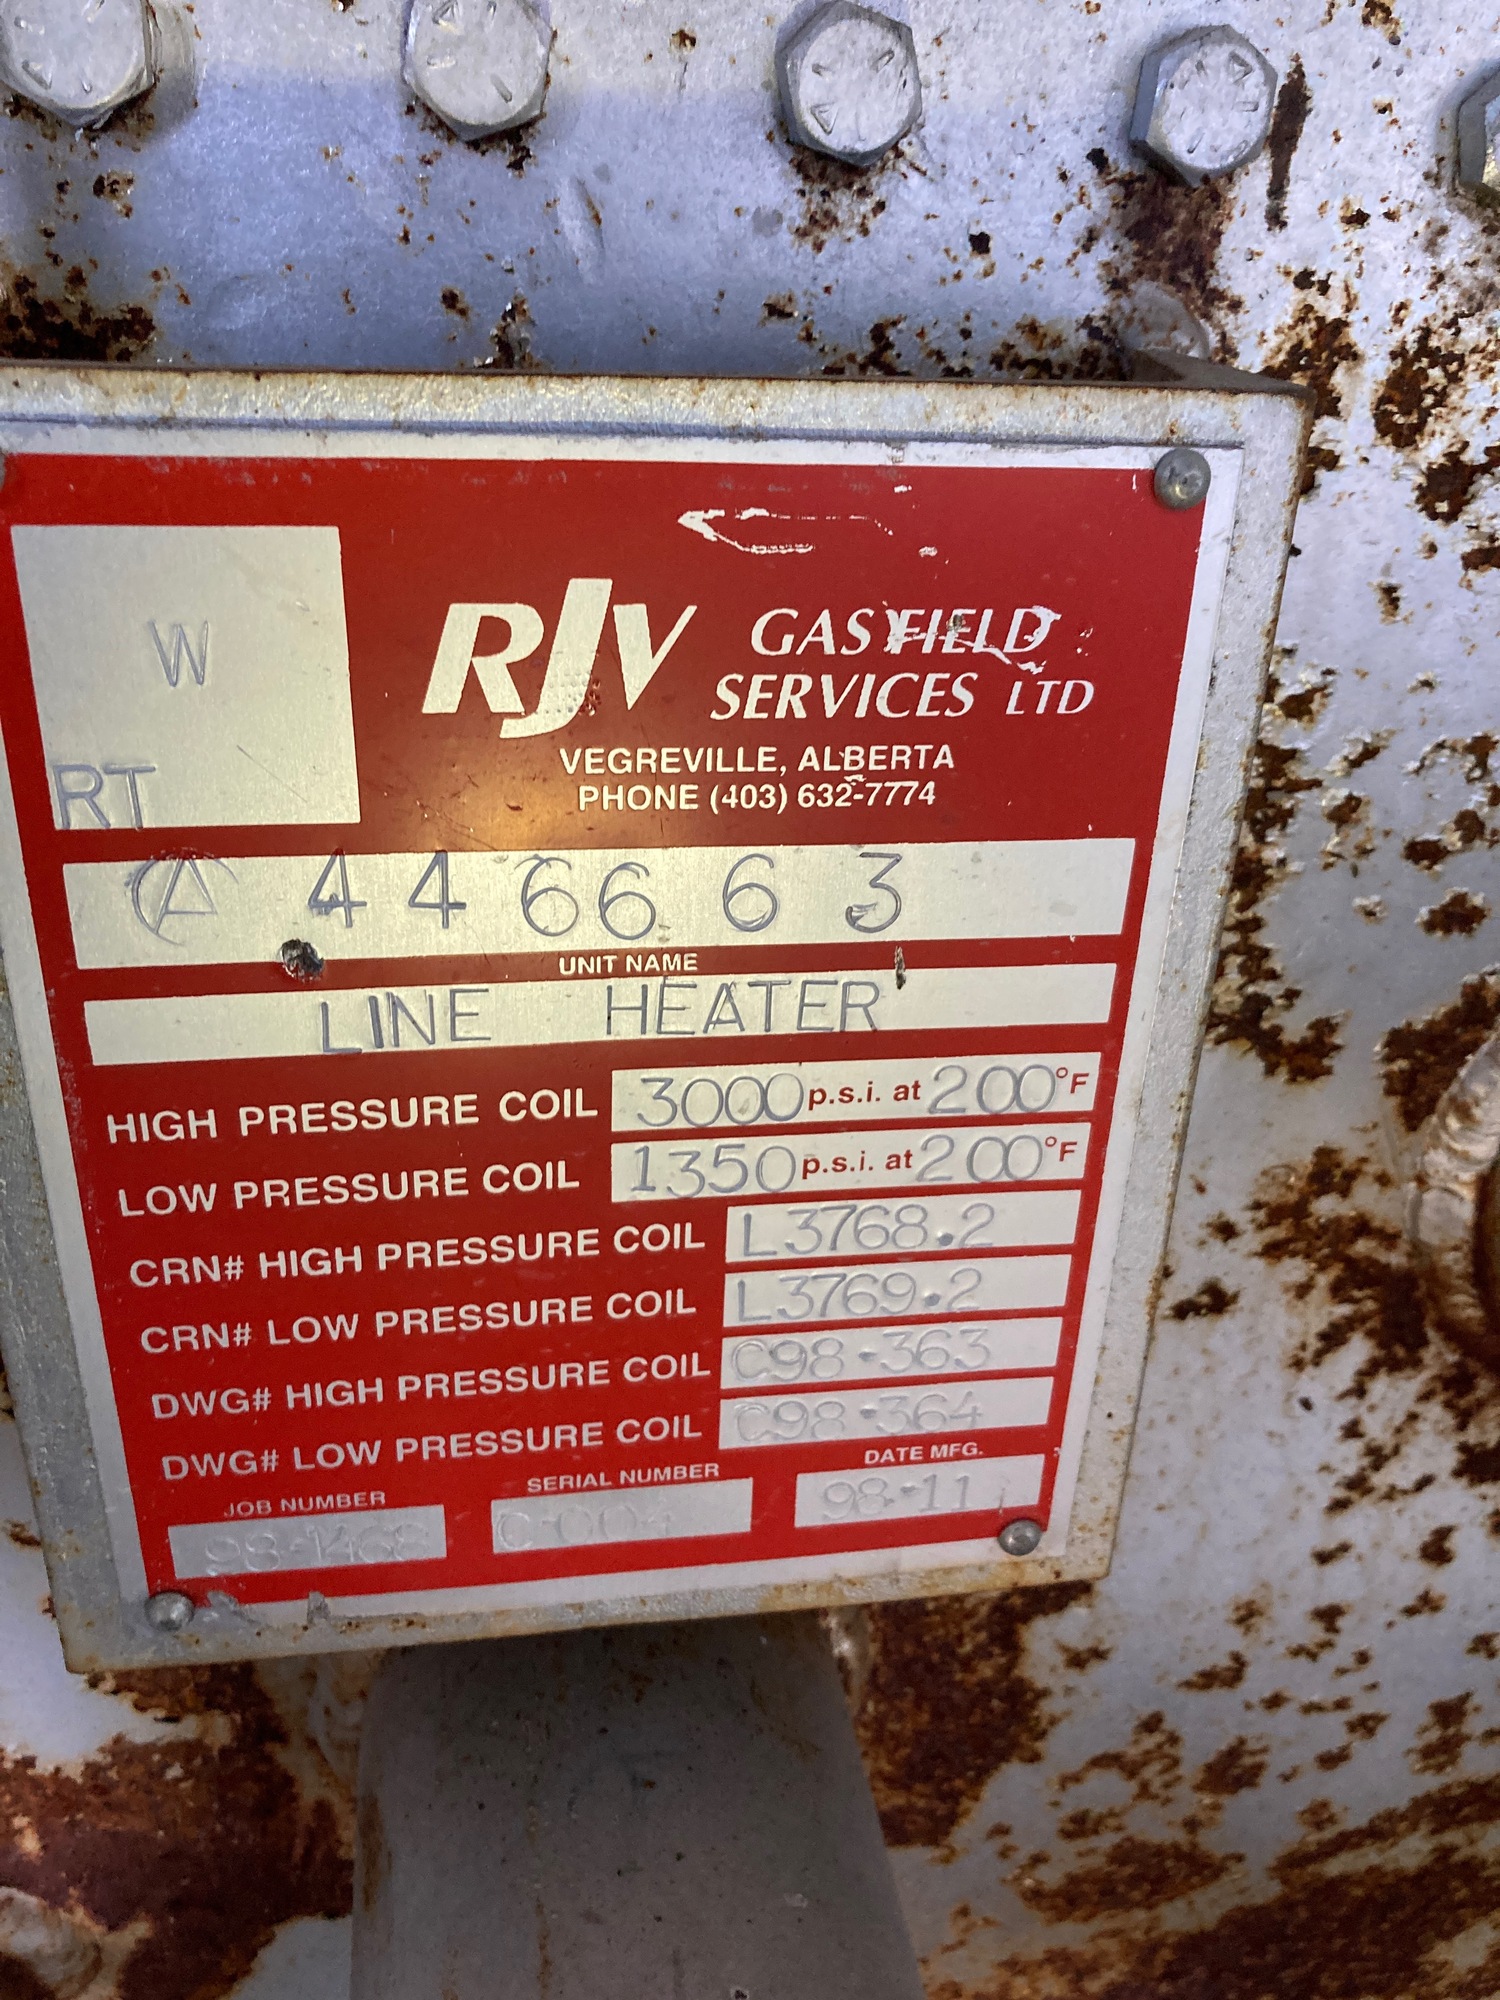 W
RT
RJV GASFIELD
SERVICES LTD
VEGREVILLE, ALBERTA
PHONE (403) 632-7774
A 446663
UNIT NAME
LINE HEATER
HIGH PRESSURE COIL 3000 p.s.i. at 200°F
LOW PRESSURE COIL 1350 p.s.i. at 200°F
CRN# HIGH PRESSURE COIL L3768.2
CRN# LOW PRESSURE COIL L3769.2
DWG# HIGH PRESSURE COIL C98-363
DWG# LOW PRESSURE COIL C98-364
JOB NUMBER SERIAL NUMBER DATE MFG.
98-1468 98-11